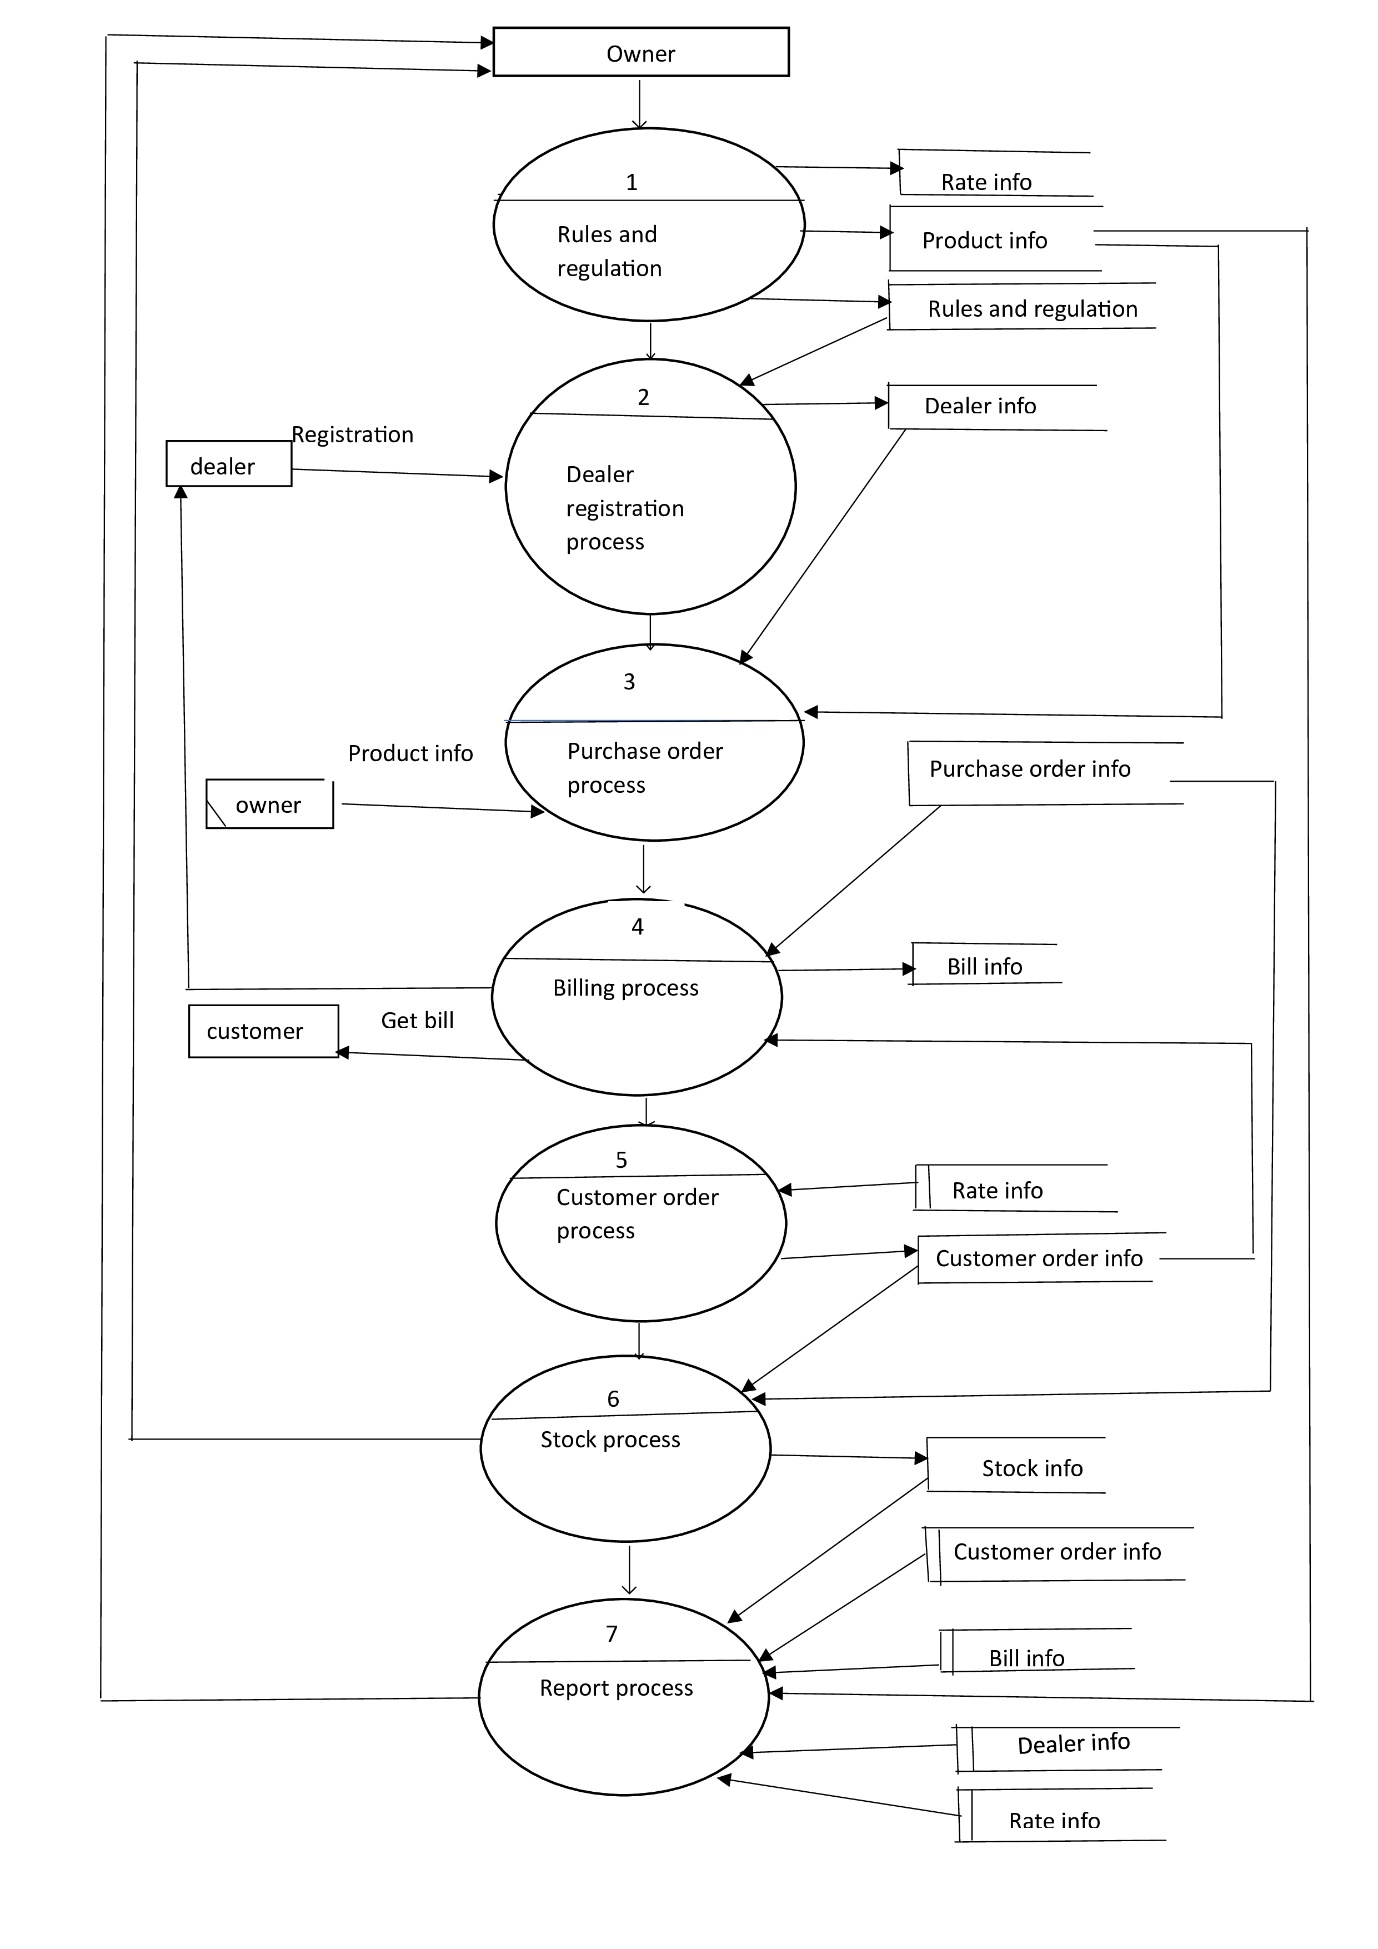 Owner
1
Rate info
Rules and
regulation
Product info
Rules and regulation
2
Dealer info
Registration
dealer
Dealer
registration
process
3
Product info
Purchase order
process
Purchase order info
owner
4
Billing process
Bill info
customer
Get bill
5
Customer order
process
Rate info
Customer order info
6
Stock process
Stock info
Customer order info
7
Report process
Bill info
Dealer info
Rate info